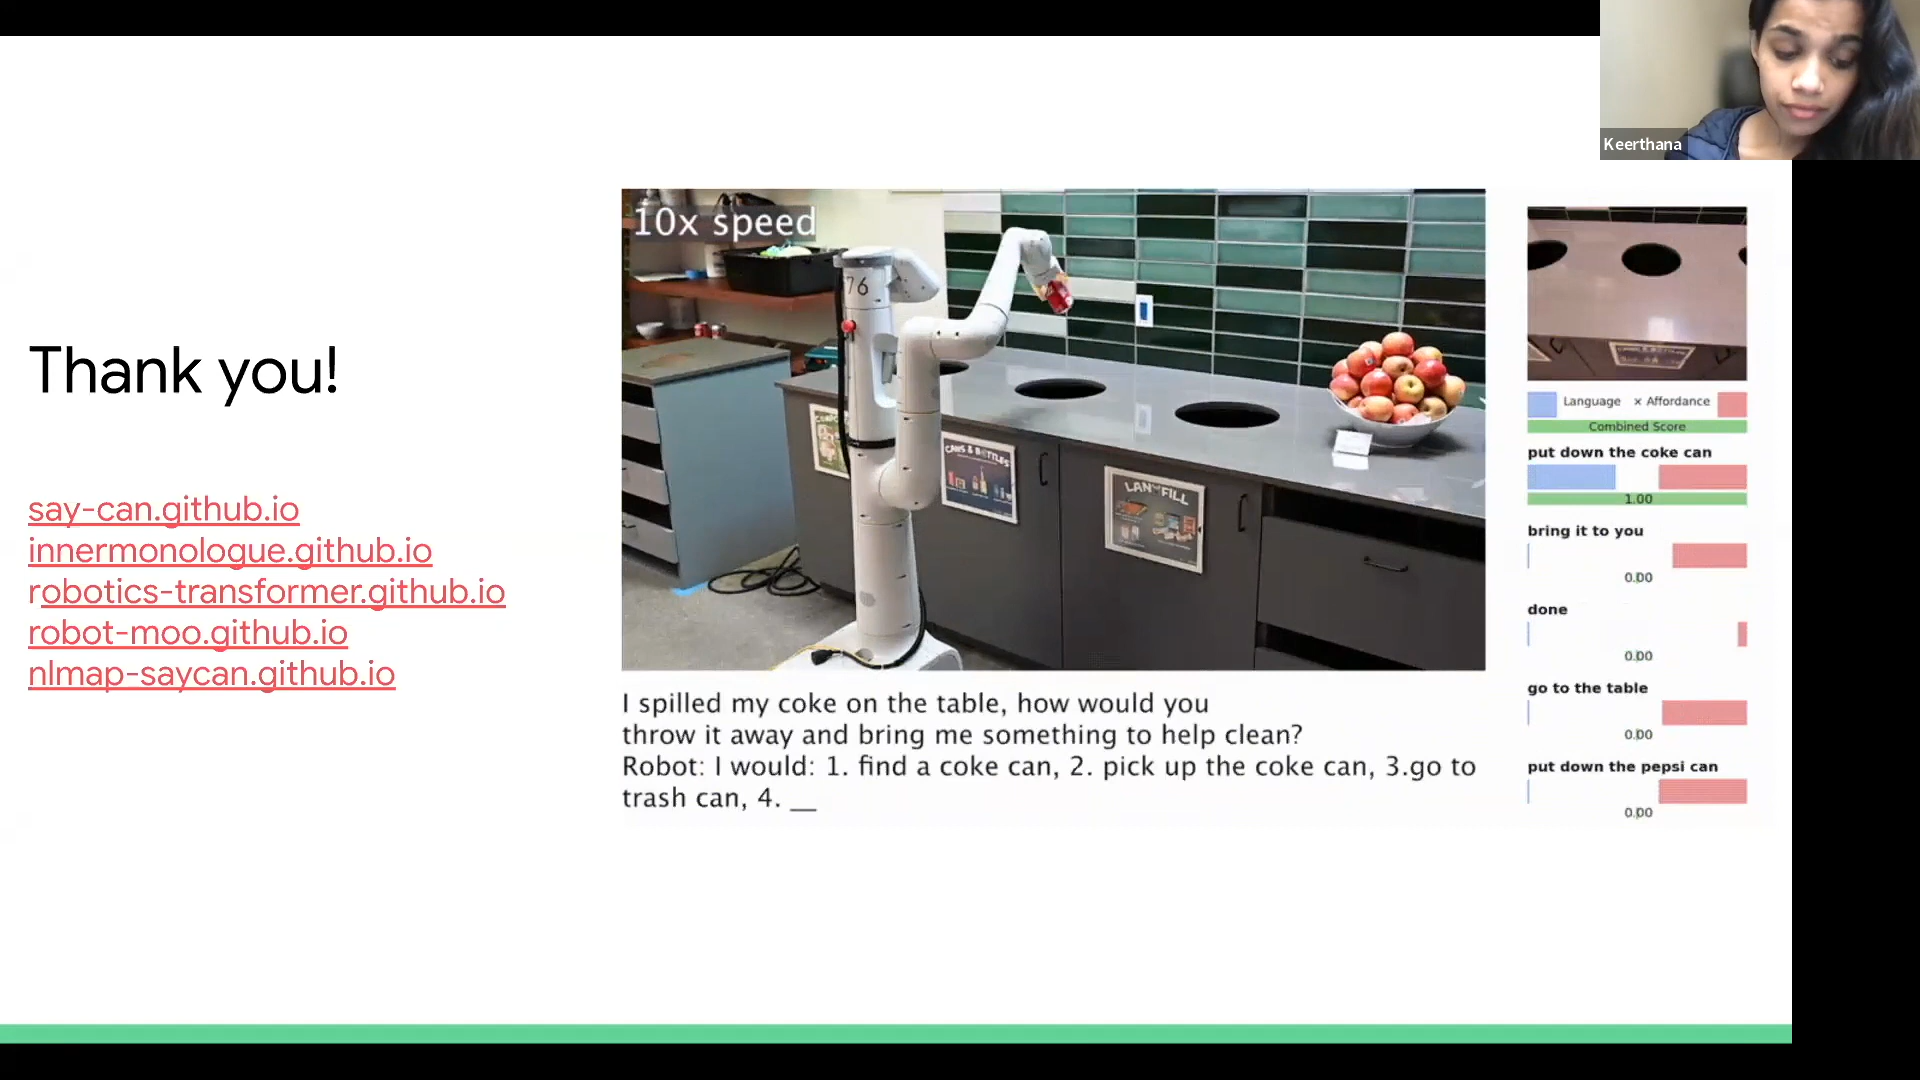 Keerthana
Thank you!
say-can.github.io
innermonologue.github.io
robotics-transformer.github.io
robot-moo.github.io
nlmap-saycan.github.io
10x speed
76
CANS & BOTTLES
LANDFILL
I spilled my coke on the table, how would you
throw it away and bring me something to help clean?
Robot: I would: 1. find a coke can, 2. pick up the coke can, 3.go to
trash can, 4. __
Language × Affordance
Combined Score
put down the coke can
1.00
bring it to you
0.00
done
0.00
go to the table
0.00
put down the pepsi can
0.00